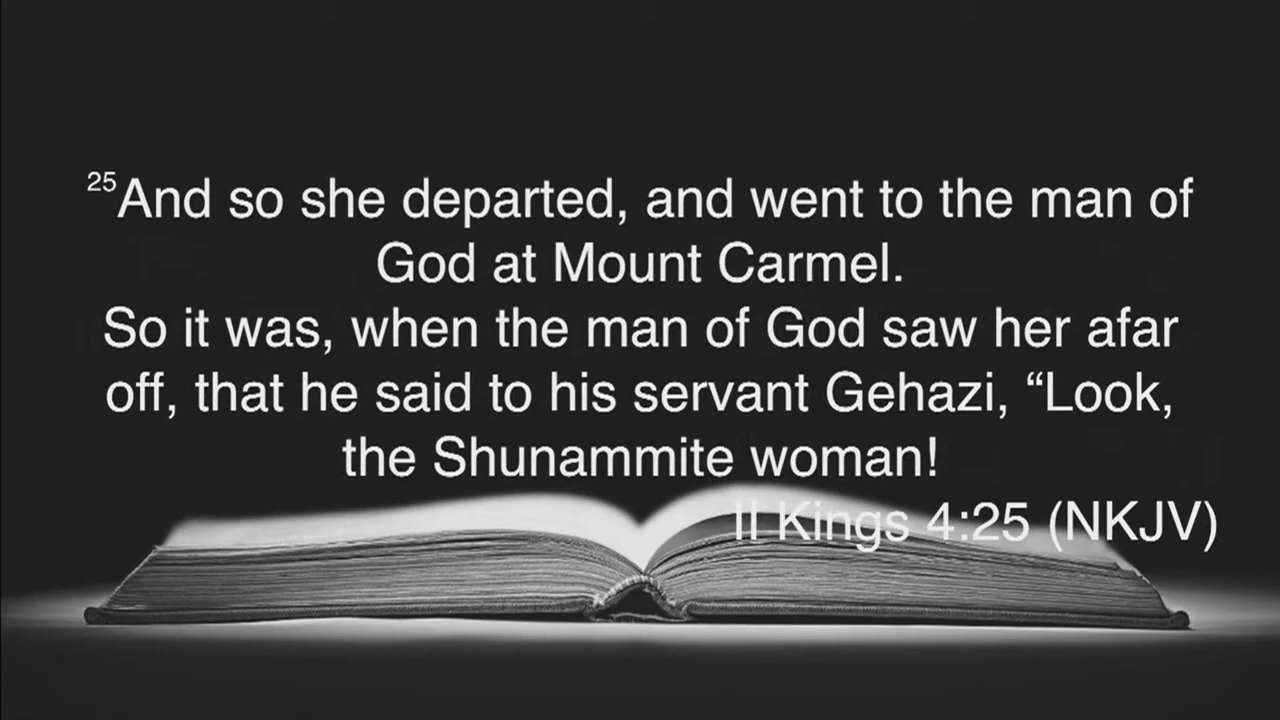 25And so she departed, and went to the man of
God at Mount Carmel.
So it was, when the man of God saw her afar
off, that he said to his servant Gehazi, “Look,
the Shunammite woman!
II Kings 4:25 (NKJV)